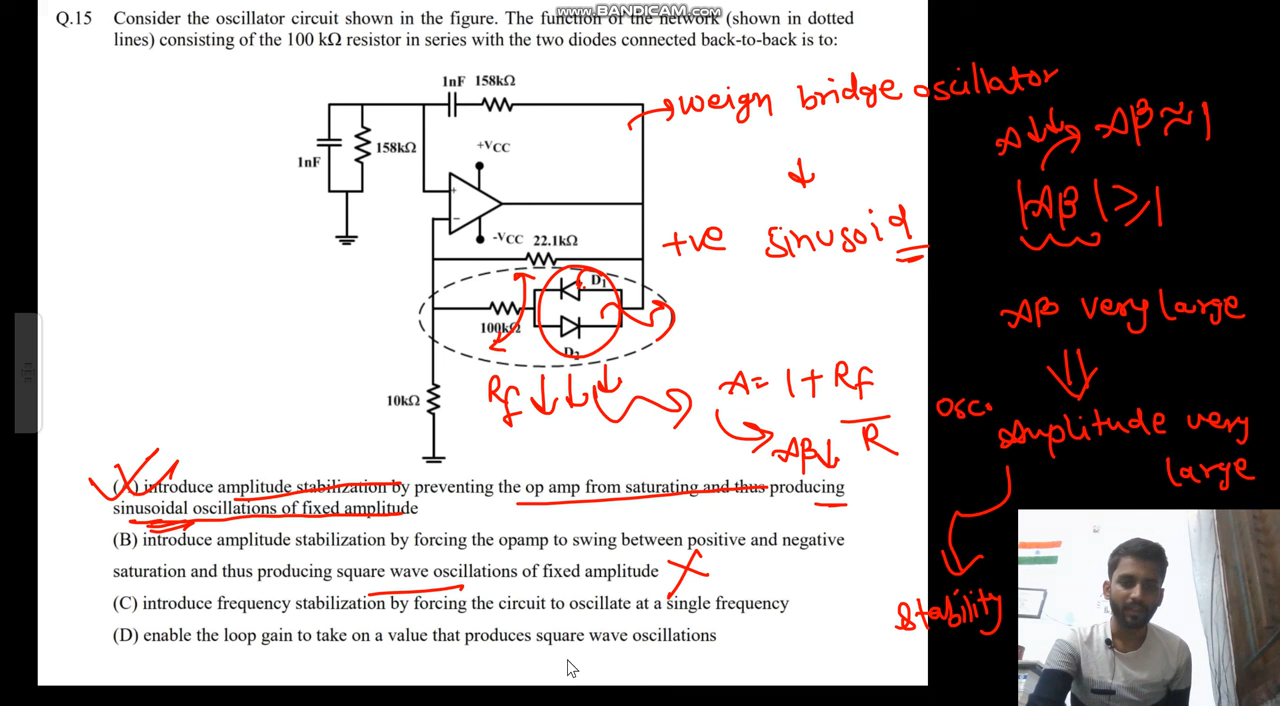 www.BANDICAM.com
Q.15 Consider the oscillator circuit shown in the figure. The function of the network (shown in dotted
lines) consisting of the 100 kΩ resistor in series with the two diodes connected back-to-back is to:
1nF 158kΩ
158kΩ
1nF
+VCC
+
−
-VCC 22.1kΩ
D1
100kΩ
D2
10kΩ
weign bridge oscillator
↓
+ve sinusoid
A↓↓ Aβ≈1
|Aβ| ≥1
Aβ very large
⇓
osc. Amplitude very
large
stability
Rf ↓↓↓
A = 1 + Rf
R
Aβ↓
(A) introduce amplitude stabilization by preventing the op amp from saturating and thus producing
sinusoidal oscillations of fixed amplitude
(B) introduce amplitude stabilization by forcing the opamp to swing between positive and negative
saturation and thus producing square wave oscillations of fixed amplitude
(C) introduce frequency stabilization by forcing the circuit to oscillate at a single frequency
(D) enable the loop gain to take on a value that produces square wave oscillations